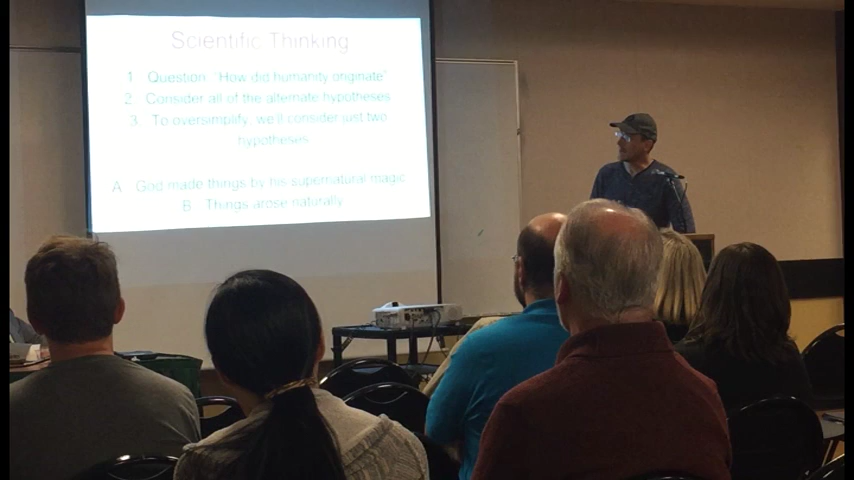 Scientific Thinking
1. Question: "How did humanity originate"
2. Consider all of the alternate hypotheses
3. To oversimplify, we'll consider just two
hypotheses
A. God made things by his supernatural magic
B. Things arose naturally